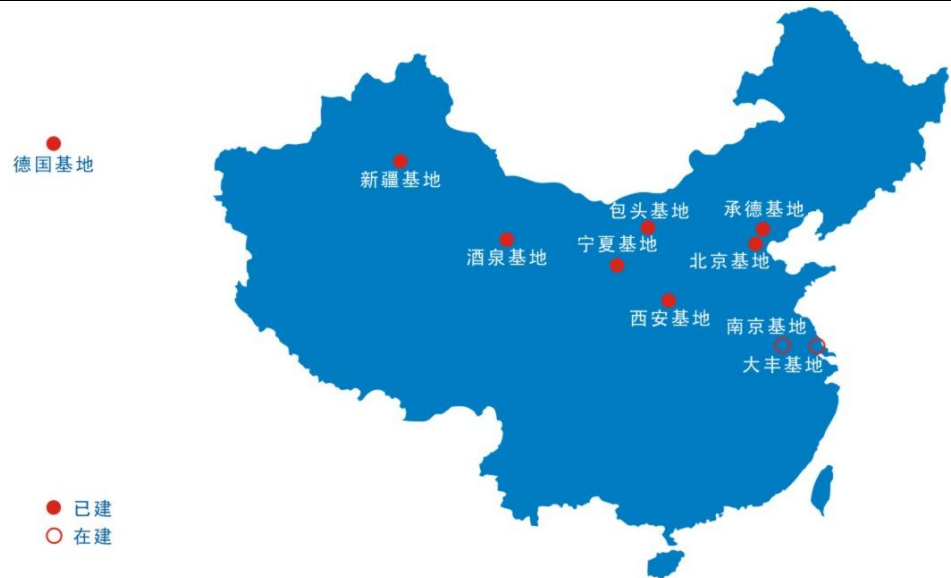 德国基地
新疆基地
包头基地
承德基地
宁夏基地
酒泉基地
北京基地
西安基地
南京基地
大丰基地
已建
在建